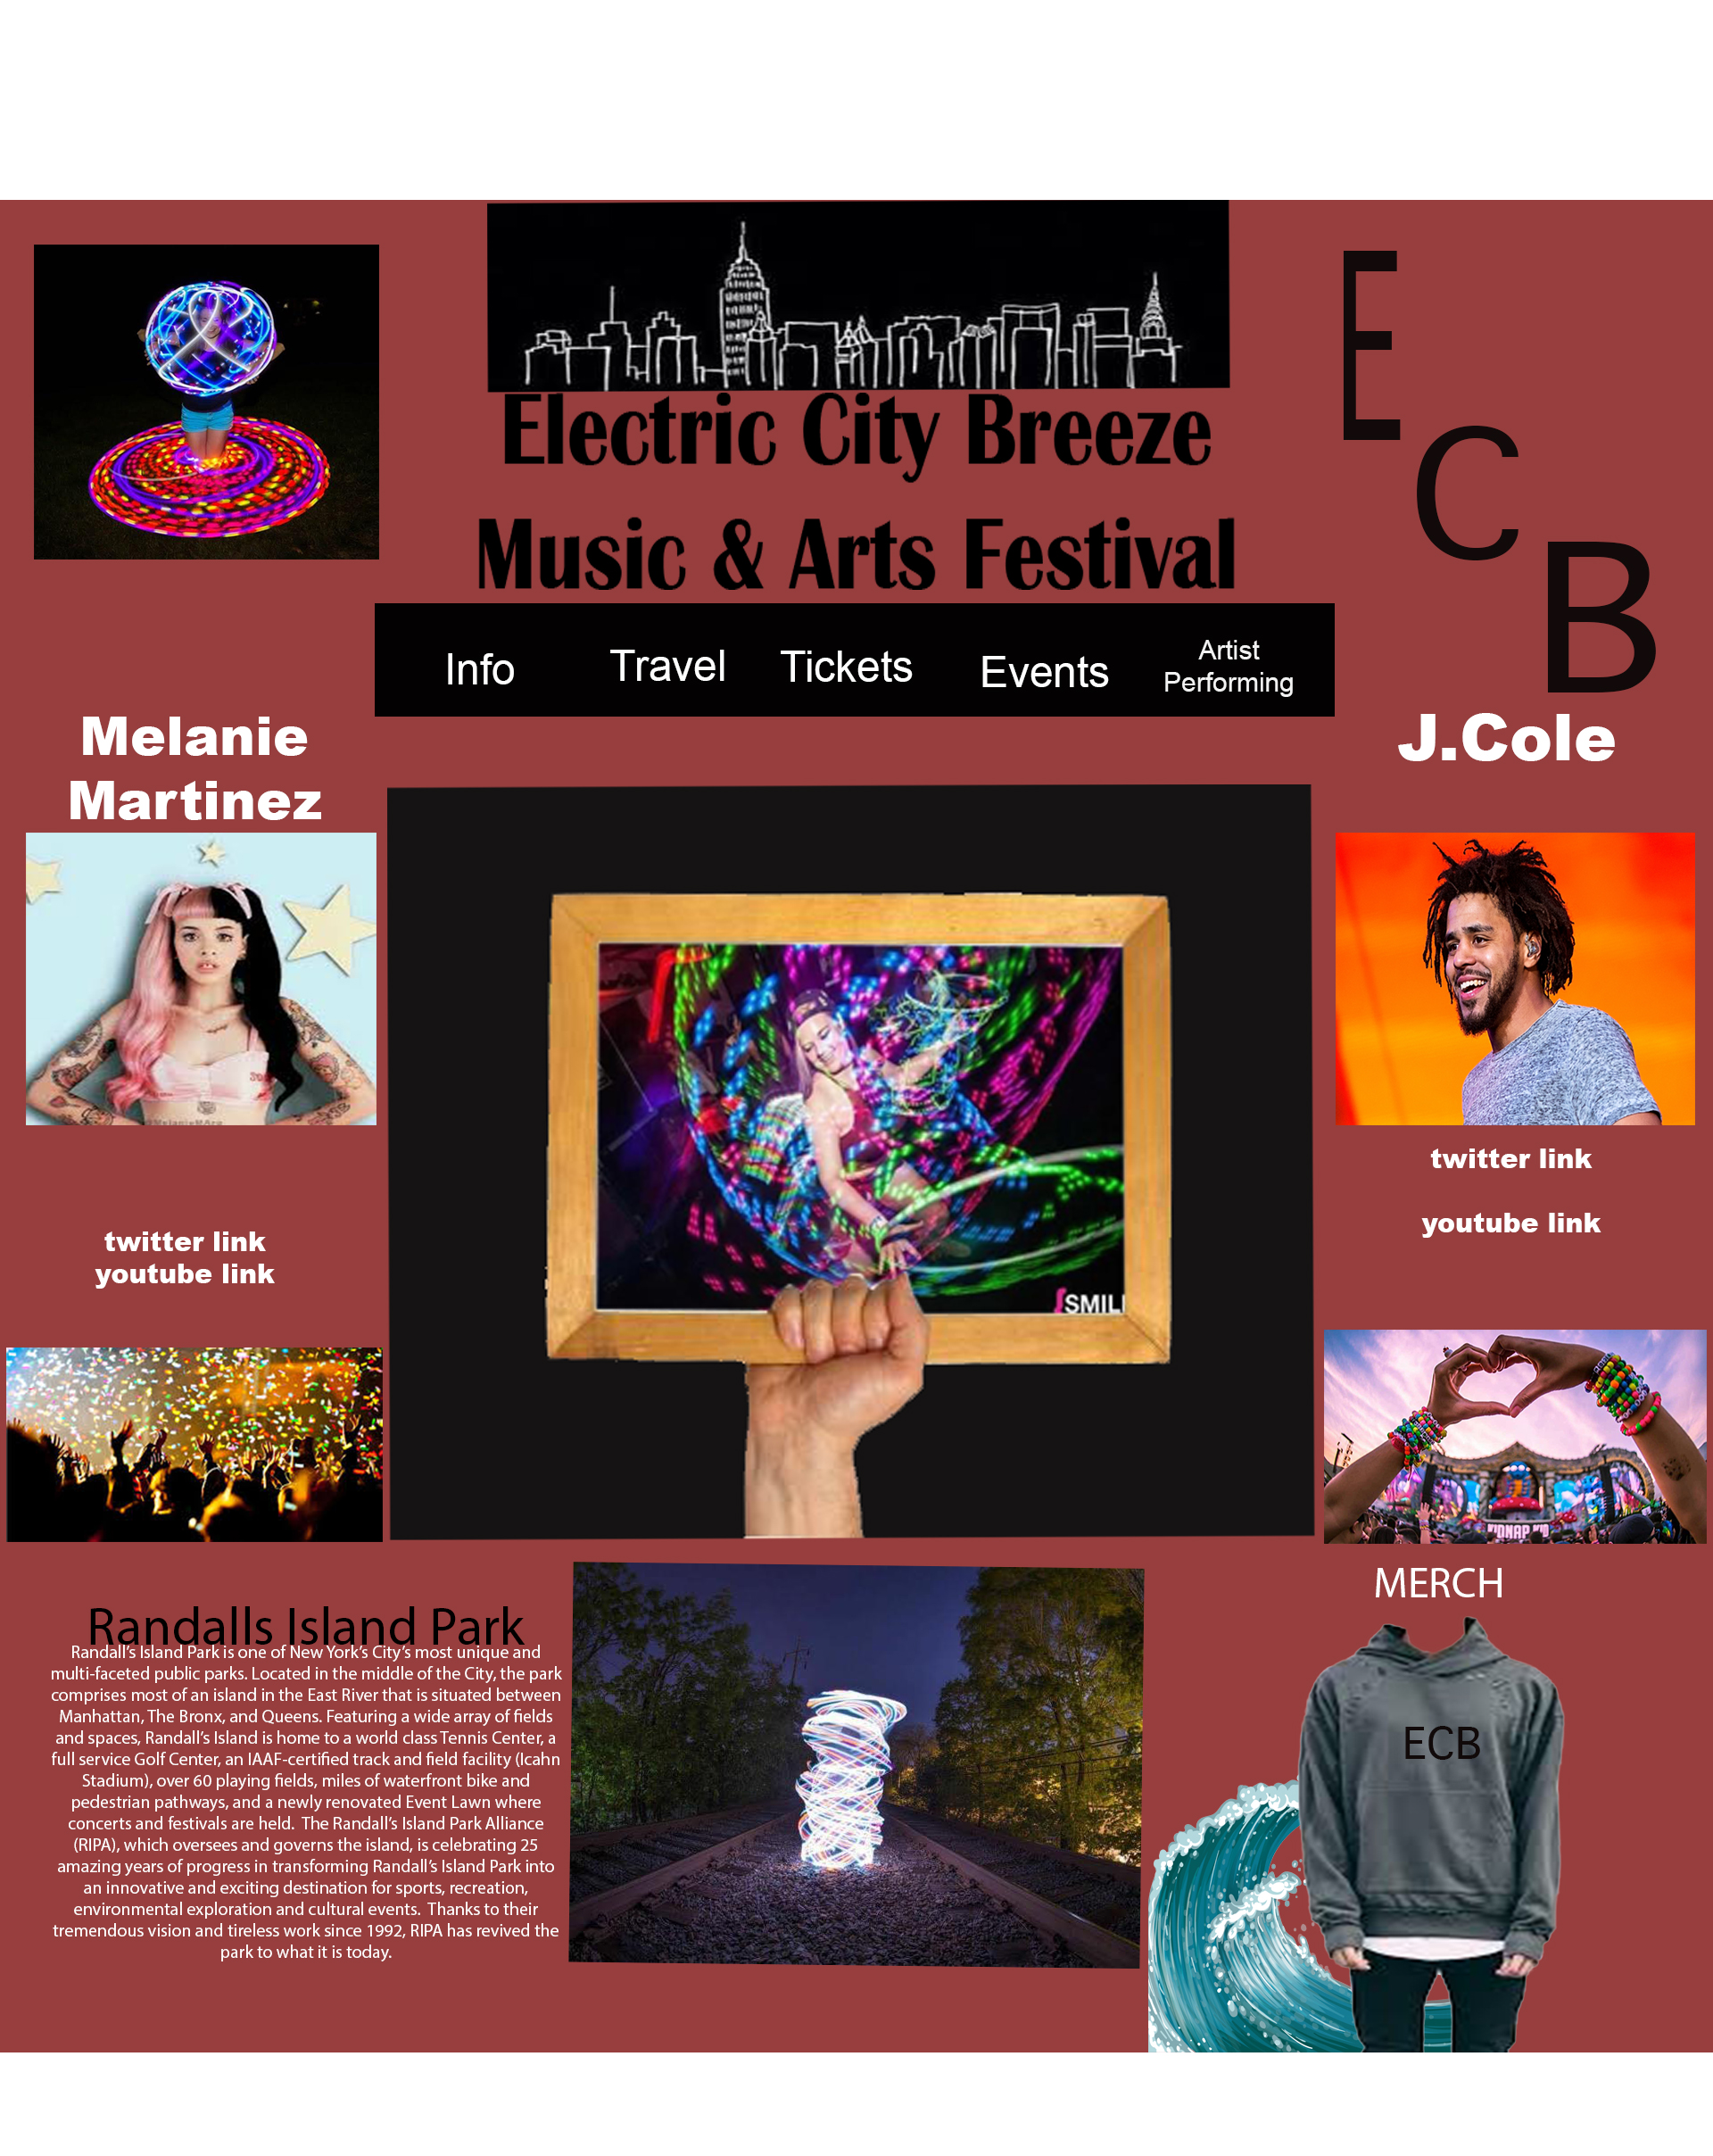 Electric City Breeze
Music & Arts Festival
E
C
B
Info
Travel
Tickets
Events
Artist
Performing
Melanie
Martinez
J.Cole
SMIL
twitter link
youtube link
twitter link
youtube link
KIDNAP KID
Randalls Island Park
Randall's Island Park is one of New York's City's most unique and
multi-faceted public parks. Located in the middle of the City, the park
comprises most of an island in the East River that is situated between
Manhattan, The Bronx, and Queens. Featuring a wide array of fields
and spaces, Randall's Island is home to a world class Tennis Center, a
full service Golf Center, an IAAF-certified track and field facility (Icahn
Stadium), over 60 playing fields, miles of waterfront bike and
pedestrian pathways, and a newly renovated Event Lawn where
concerts and festivals are held.  The Randall's Island Park Alliance
(RIPA), which oversees and governs the island, is celebrating 25
amazing years of progress in transforming Randall's Island Park into
an innovative and exciting destination for sports, recreation,
environmental exploration and cultural events.  Thanks to their
tremendous vision and tireless work since 1992, RIPA has revived the
park to what it is today.
MERCH
ECB